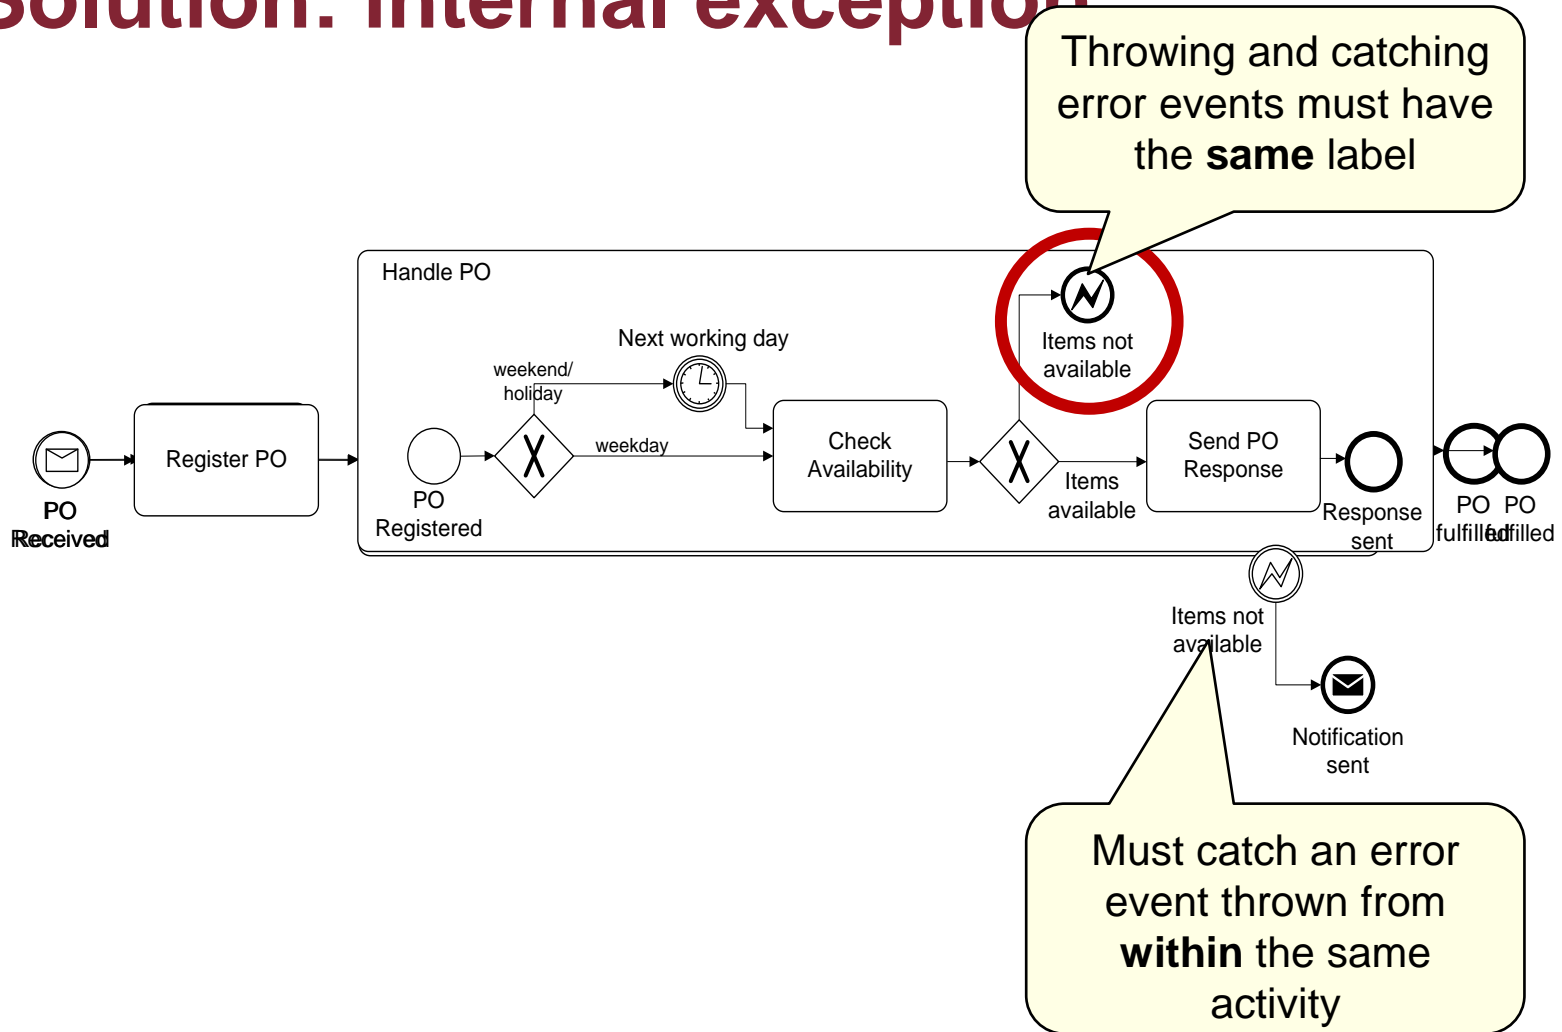 Solution: Internal exception
Throwing and catching
error events must have
the same label
Handle PO
Next working day
weekend/
holiday
weekday
Items not
available
Register PO
Check
Availability
Send PO
Response
PO
Registered
Items
available
PO
Received
Response
sent
PO
fulfilled
PO
fulfilled
Items not
available
Notification
sent
Must catch an error
event thrown from
within the same
activity